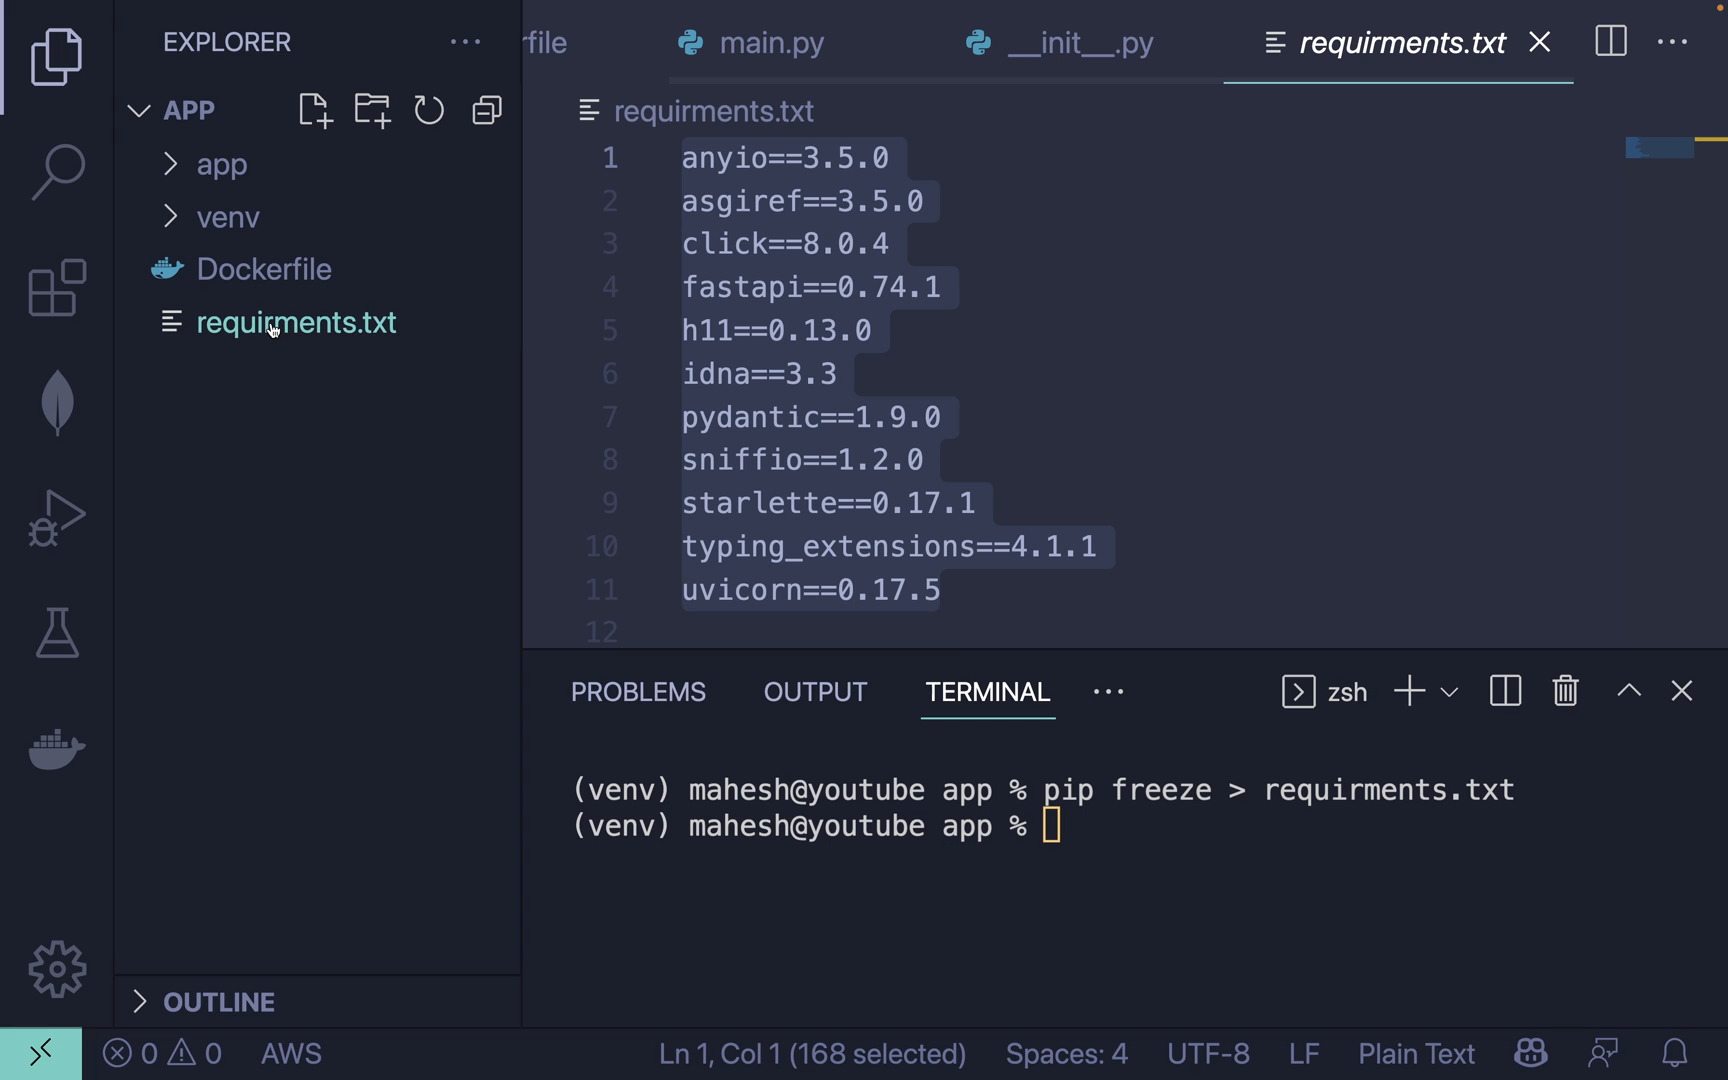 EXPLORER
APP
app
venv
Dockerfile
requirments.txt
OUTLINE
rfile
main.py
__init__.py
requirments.txt
requirments.txt
1 anyio==3.5.0
2 asgiref==3.5.0
3 click==8.0.4
4 fastapi==0.74.1
5 h11==0.13.0
6 idna==3.3
7 pydantic==1.9.0
8 sniffio==1.2.0
9 starlette==0.17.1
10 typing_extensions==4.1.1
11 uvicorn==0.17.5
12
PROBLEMS OUTPUT TERMINAL zsh
(venv) mahesh@youtube app % pip freeze > requirments.txt
(venv) mahesh@youtube app %
0 0 AWS Ln 1, Col 1 (168 selected) Spaces: 4 UTF-8 LF Plain Text